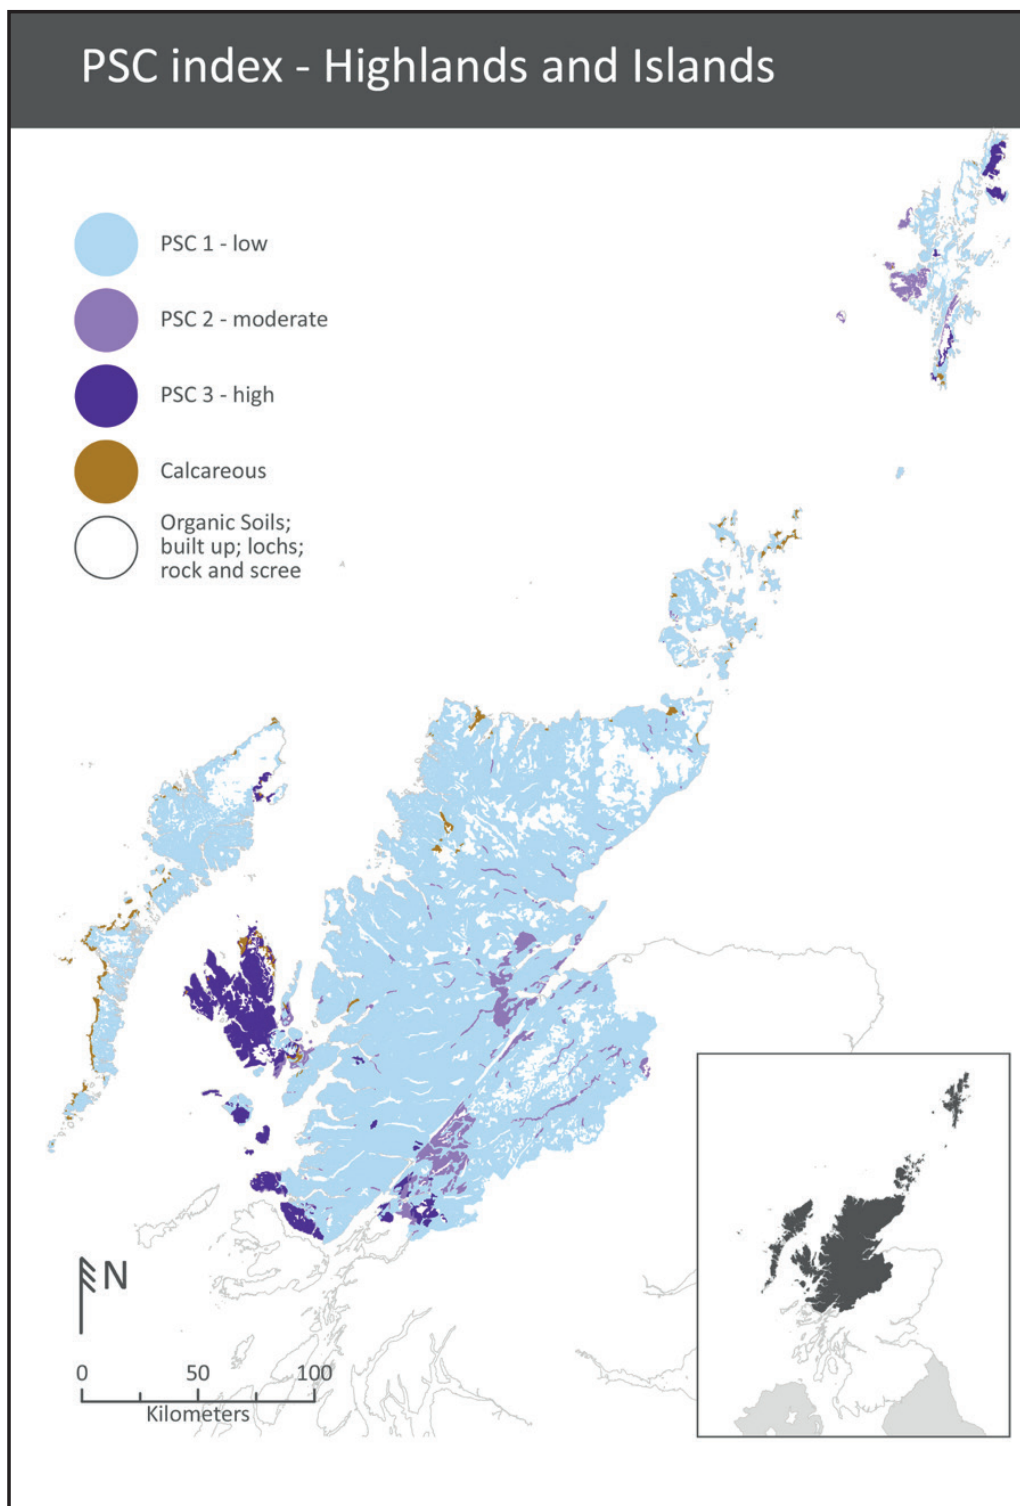 PSC index - Highlands and Islands
PSC 1 - low
PSC 2 - moderate
PSC 3 - high
Calcareous
Organic Soils;
built up; lochs;
rock and scree
N
0 50 100
Kilometers